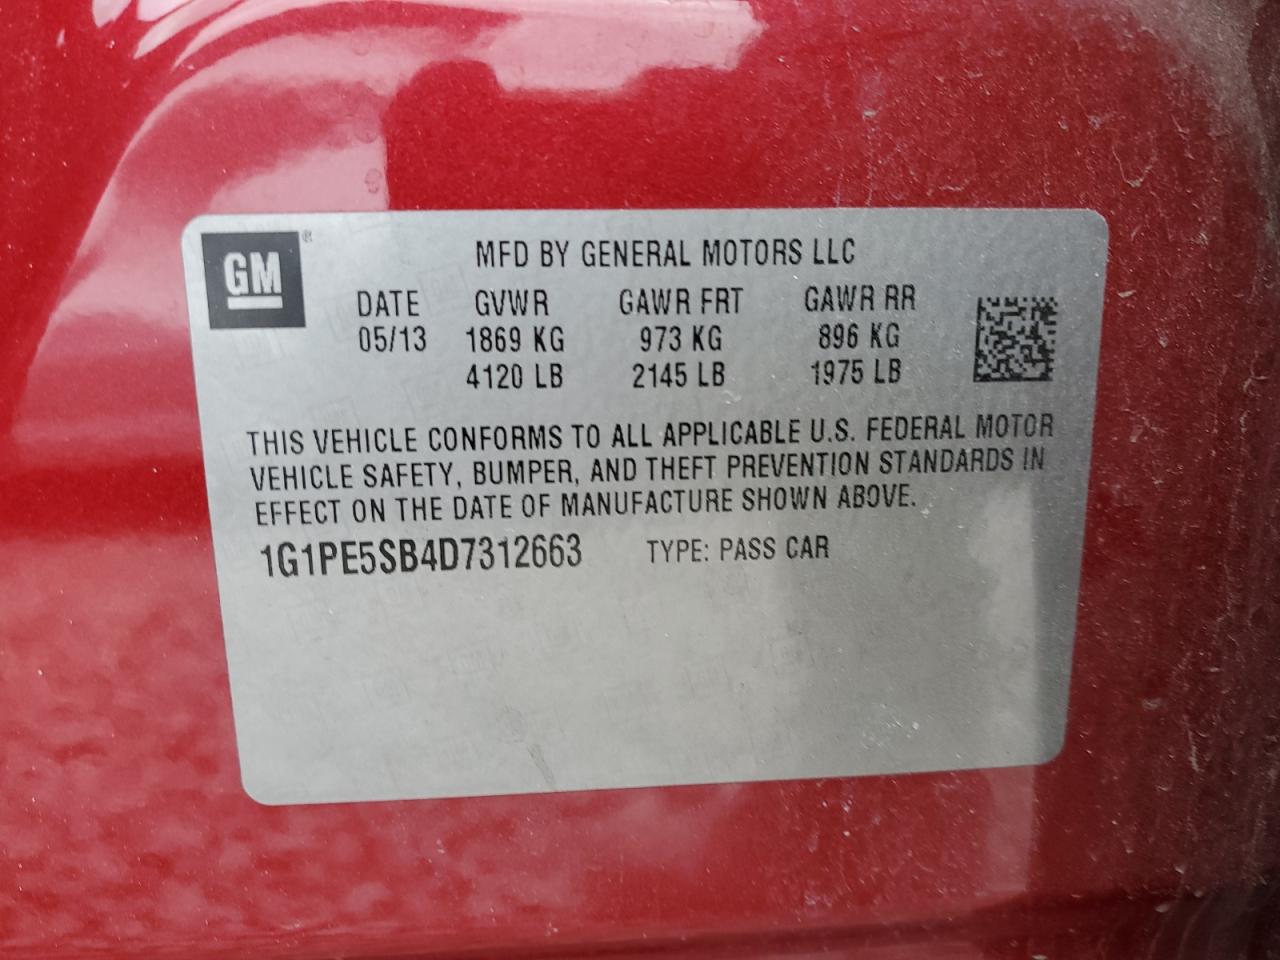 GM®
MFD BY GENERAL MOTORS LLC
DATE GVWR GAWR FRT GAWR RR
05/13 1869 KG 973 KG 896 KG
4120 LB 2145 LB 1975 LB
THIS VEHICLE CONFORMS TO ALL APPLICABLE U.S. FEDERAL MOTOR
VEHICLE SAFETY, BUMPER, AND THEFT PREVENTION STANDARDS IN
EFFECT ON THE DATE OF MANUFACTURE SHOWN ABOVE.
1G1PE5SB4D7312663 TYPE: PASS CAR